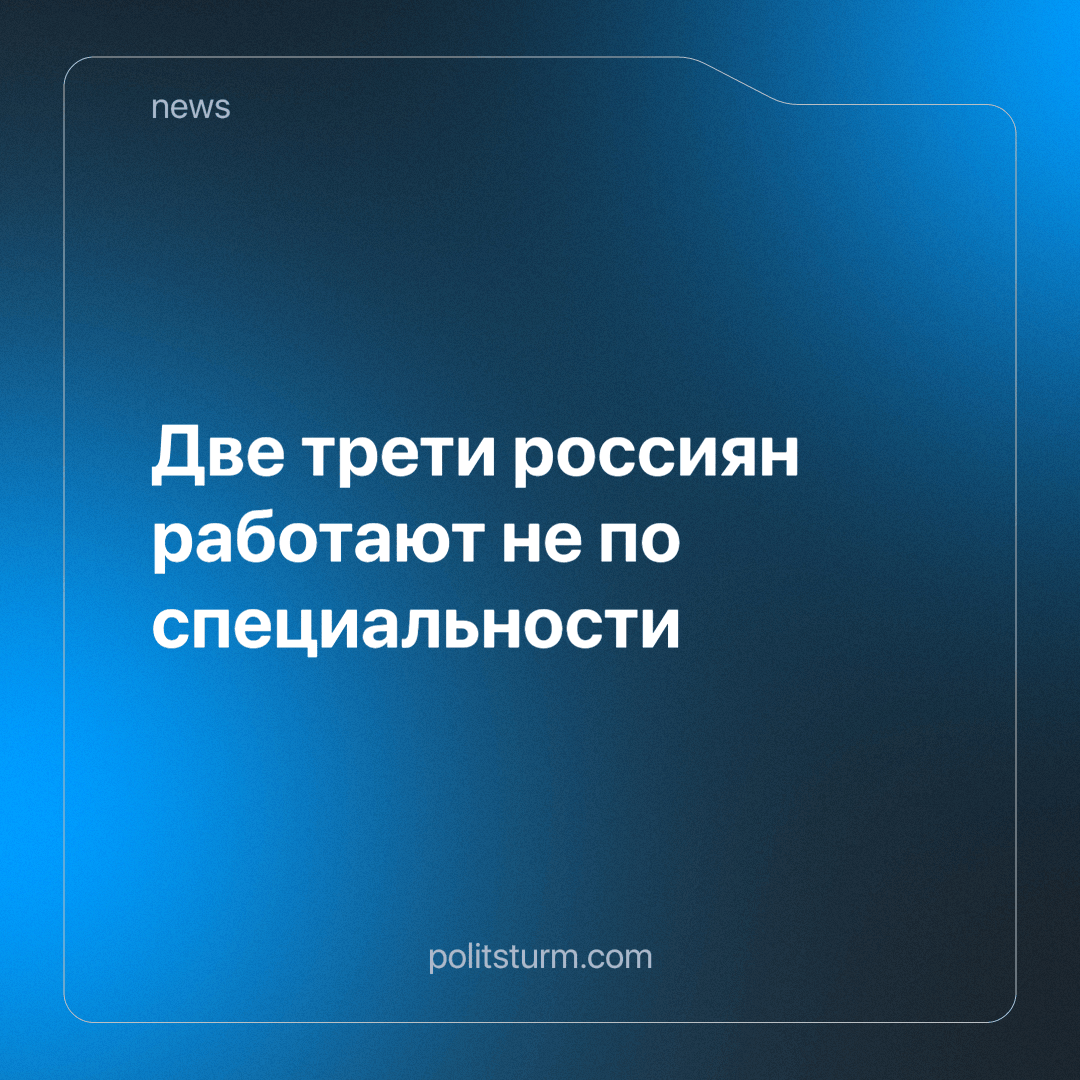 news
Две трети россиян
работают не по
специальности
politsturm.com